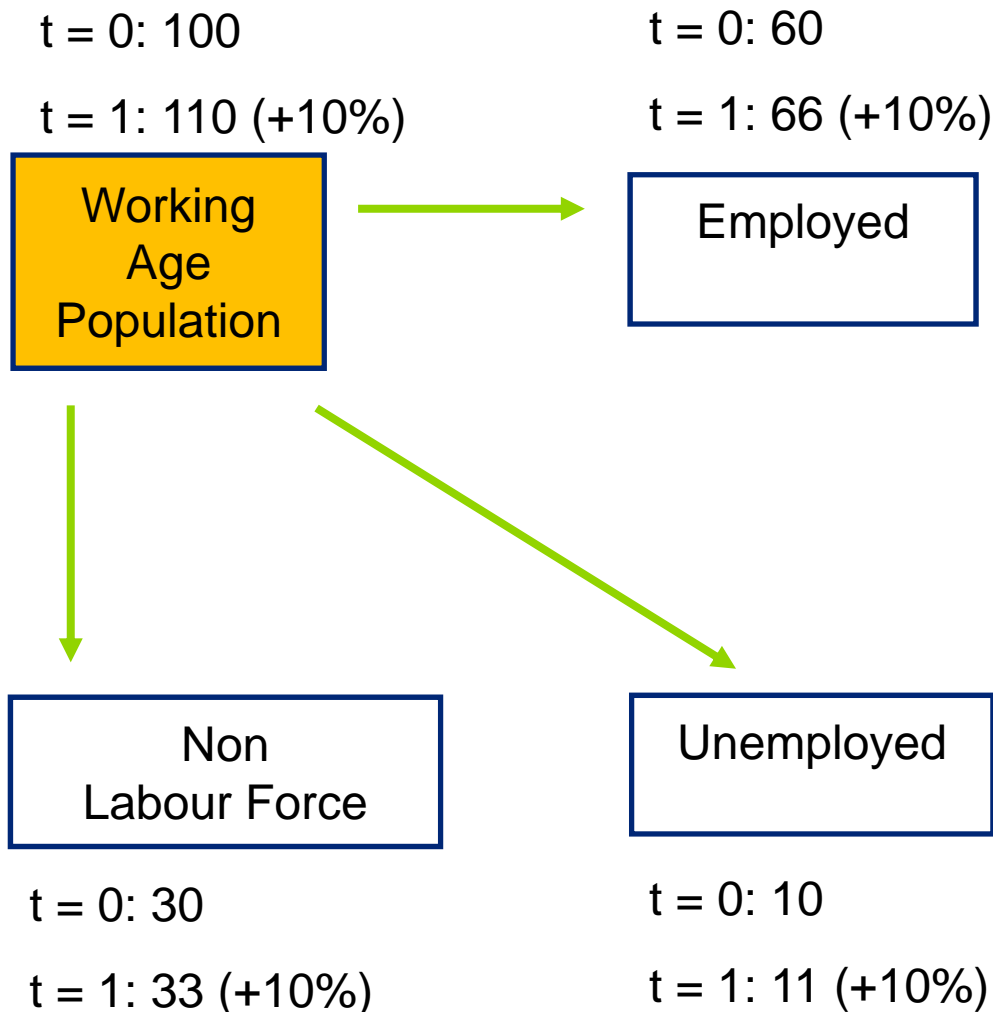 t = 0: 100
t = 1: 110 (+10%)
Working
Age
Population
t = 0: 60
t = 1: 66 (+10%)
Employed
Non
Labour Force
t = 0: 30
t = 1: 33 (+10%)
Unemployed
t = 0: 10
t = 1: 11 (+10%)